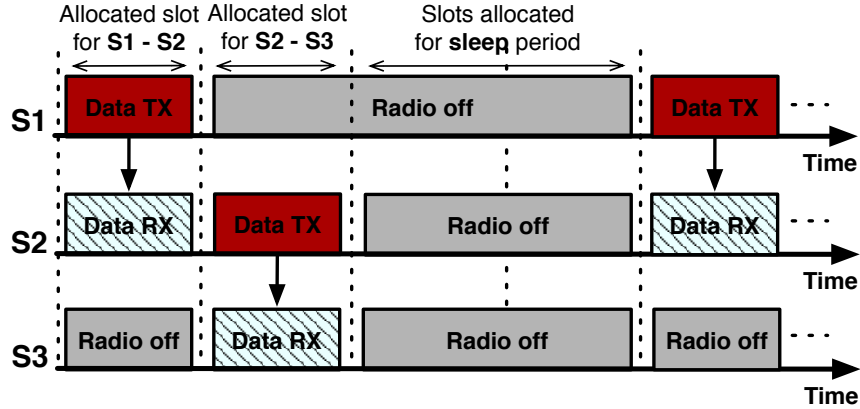 Allocated slot
for S1 - S2
Allocated slot
for S2 - S3
Slots allocated
for sleep period
S1
Data TX
Radio off
Data TX
- - -
Time
S2
Data RX
Data TX
Radio off
Data RX
- - -
Time
S3
Radio off
Data RX
Radio off
Radio off
- - -
Time